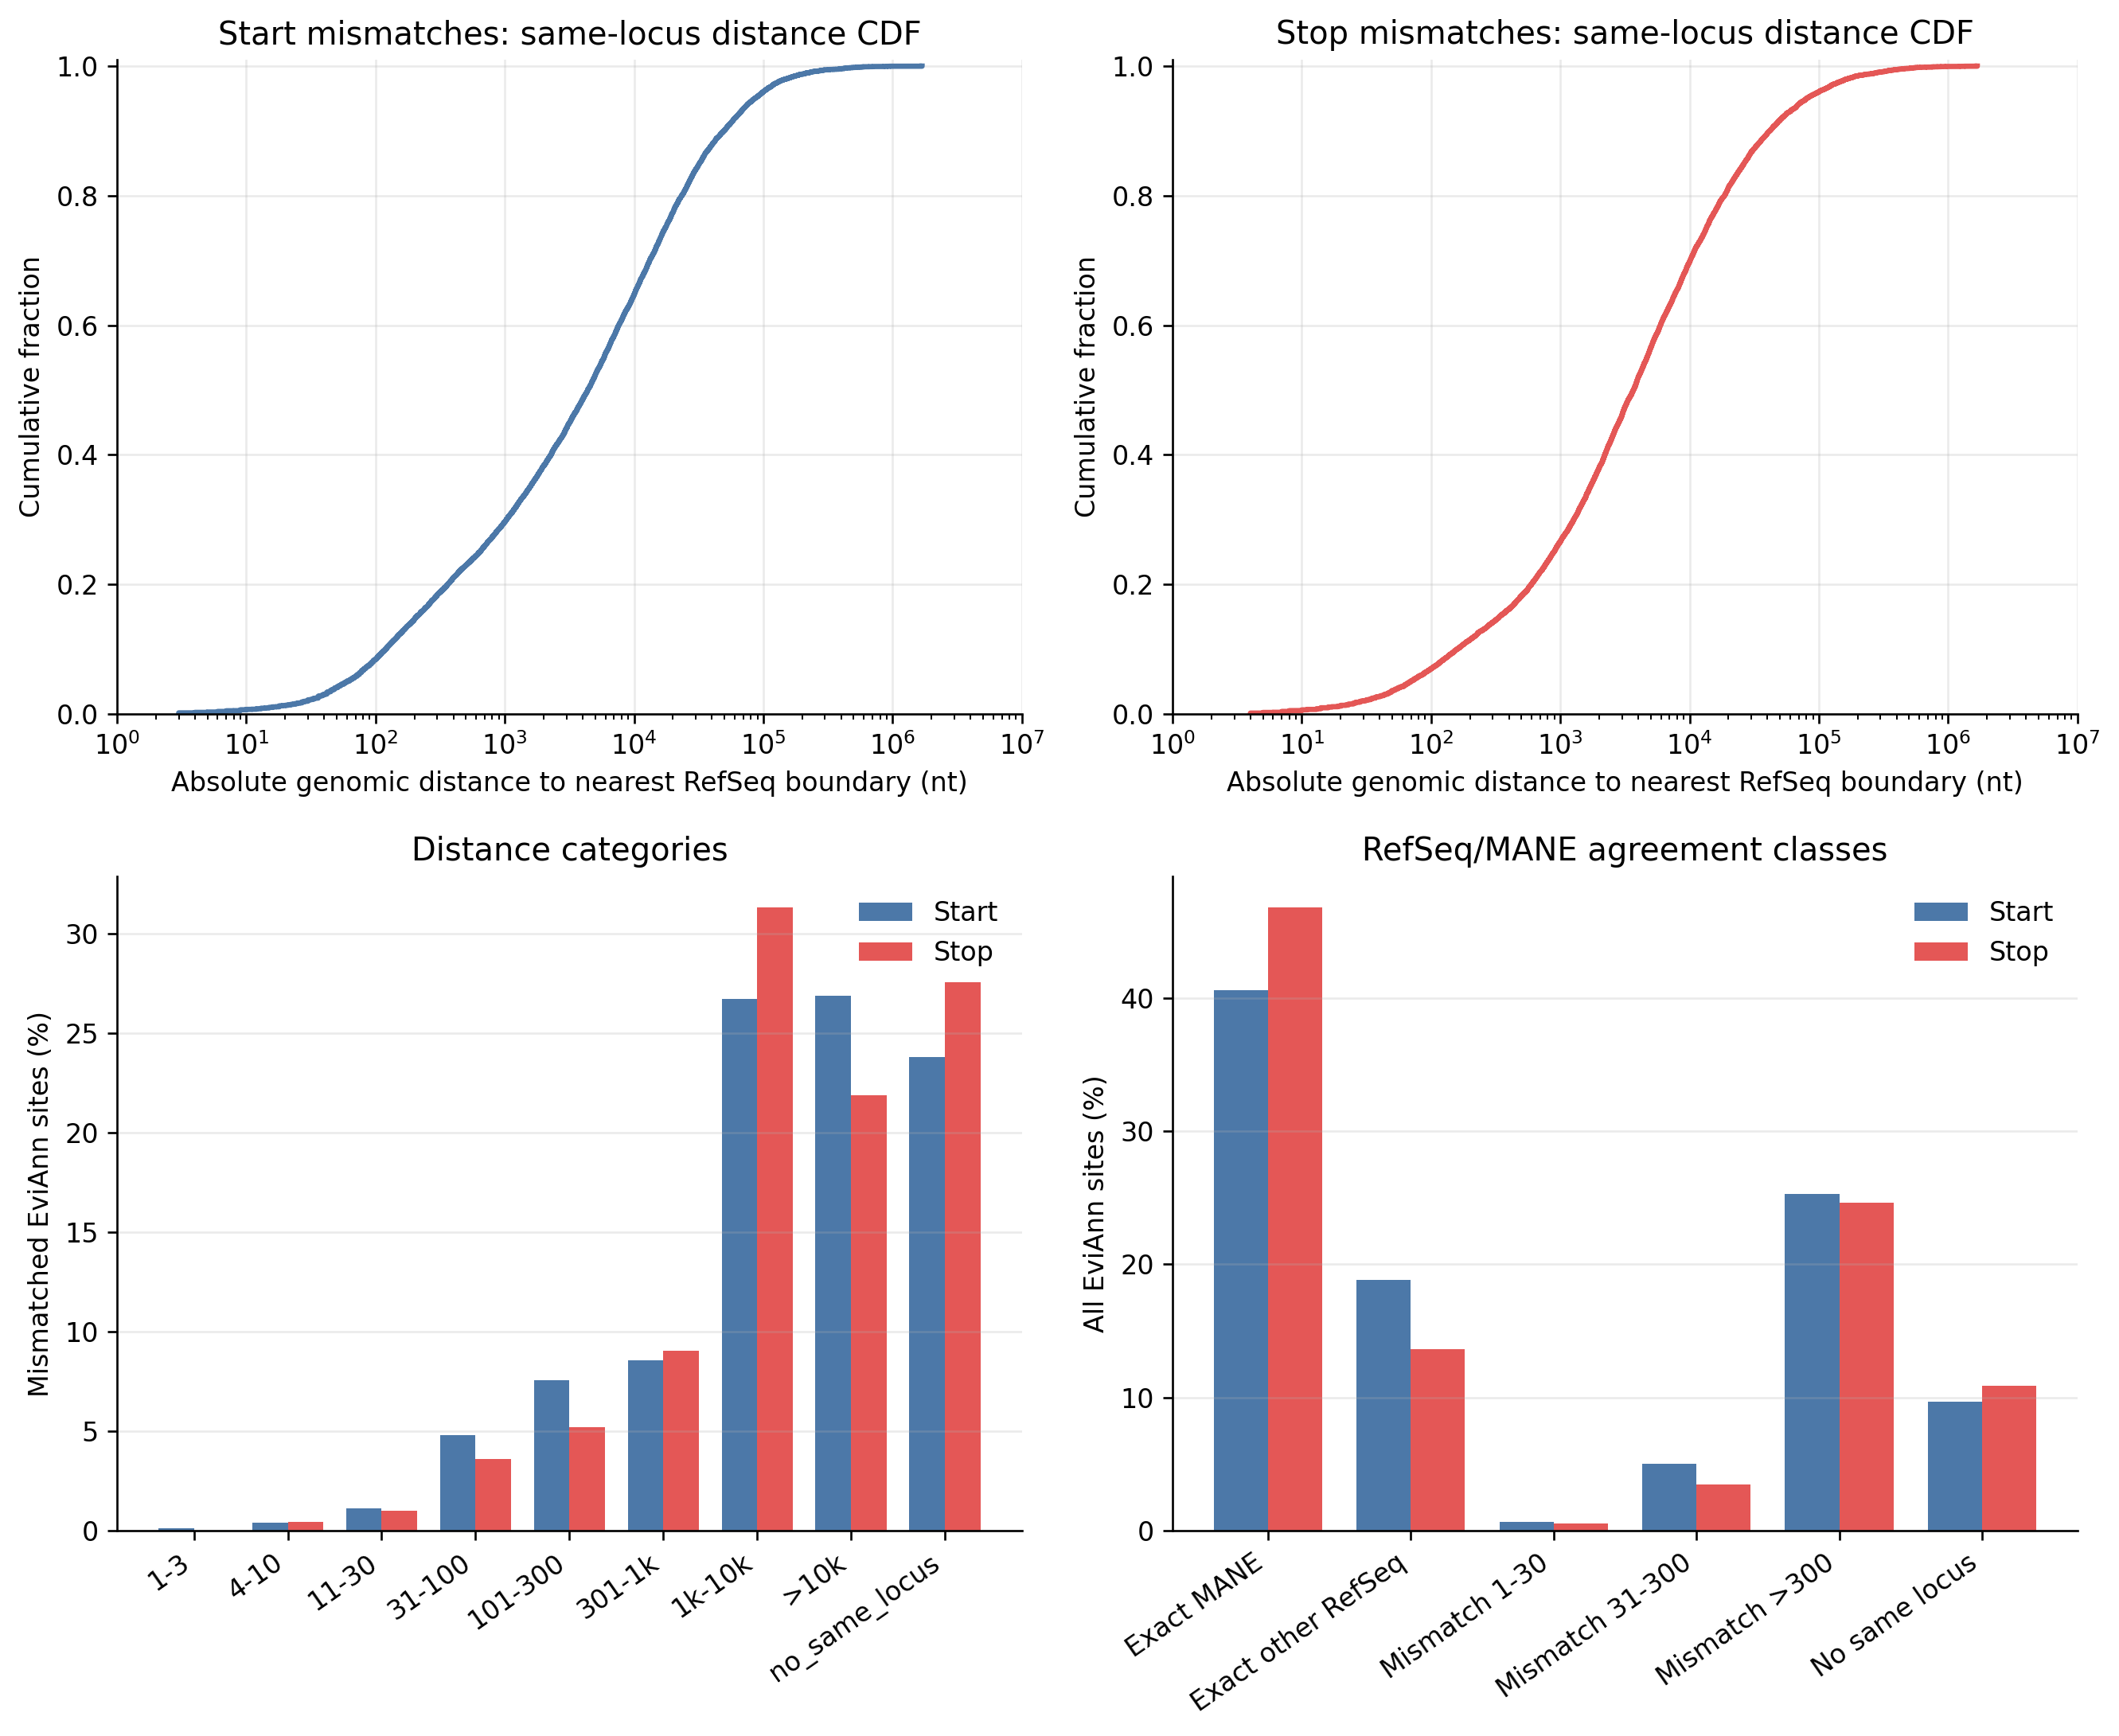 Start mismatches: same-locus distance CDF
Cumulative fraction
1.0
0.8
0.6
0.4
0.2
0.0
10⁰ 10¹ 10² 10³ 10⁴ 10⁵ 10⁶ 10⁷
Absolute genomic distance to nearest RefSeq boundary (nt)
Stop mismatches: same-locus distance CDF
Cumulative fraction
1.0
0.8
0.6
0.4
0.2
0.0
10⁰ 10¹ 10² 10³ 10⁴ 10⁵ 10⁶ 10⁷
Absolute genomic distance to nearest RefSeq boundary (nt)
Distance categories
Mismatched EviAnn sites (%)
30
25
20
15
10
5
0
Start
Stop
1-3
4-10
11-30
31-100
101-300
301-1k
1k-10k
>10k
no_same_locus
RefSeq/MANE agreement classes
All EviAnn sites (%)
40
30
20
10
0
Start
Stop
Exact MANE
Exact other RefSeq
Mismatch 1-30
Mismatch 31-300
Mismatch >300
No same locus